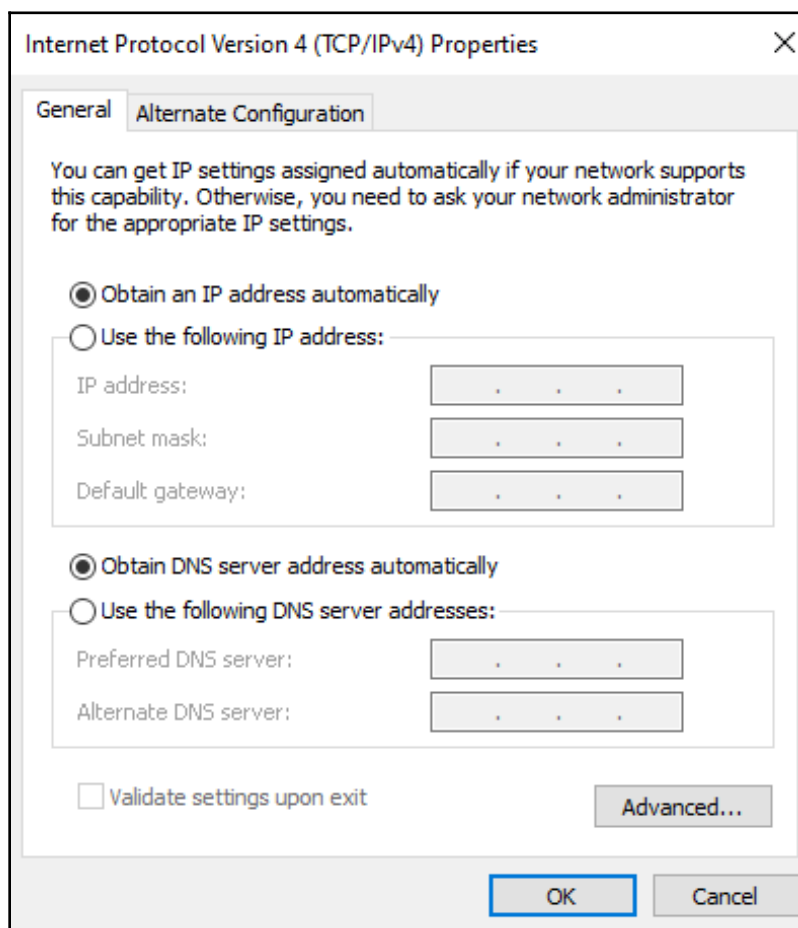 Internet Protocol Version 4 (TCP/IPv4) Properties
General
Alternate Configuration
You can get IP settings assigned automatically if your network supports
this capability. Otherwise, you need to ask your network administrator
for the appropriate IP settings.
Obtain an IP address automatically
Use the following IP address:
IP address:
Subnet mask:
Default gateway:
Obtain DNS server address automatically
Use the following DNS server addresses:
Preferred DNS server:
Alternate DNS server:
Validate settings upon exit
Advanced...
OK
Cancel